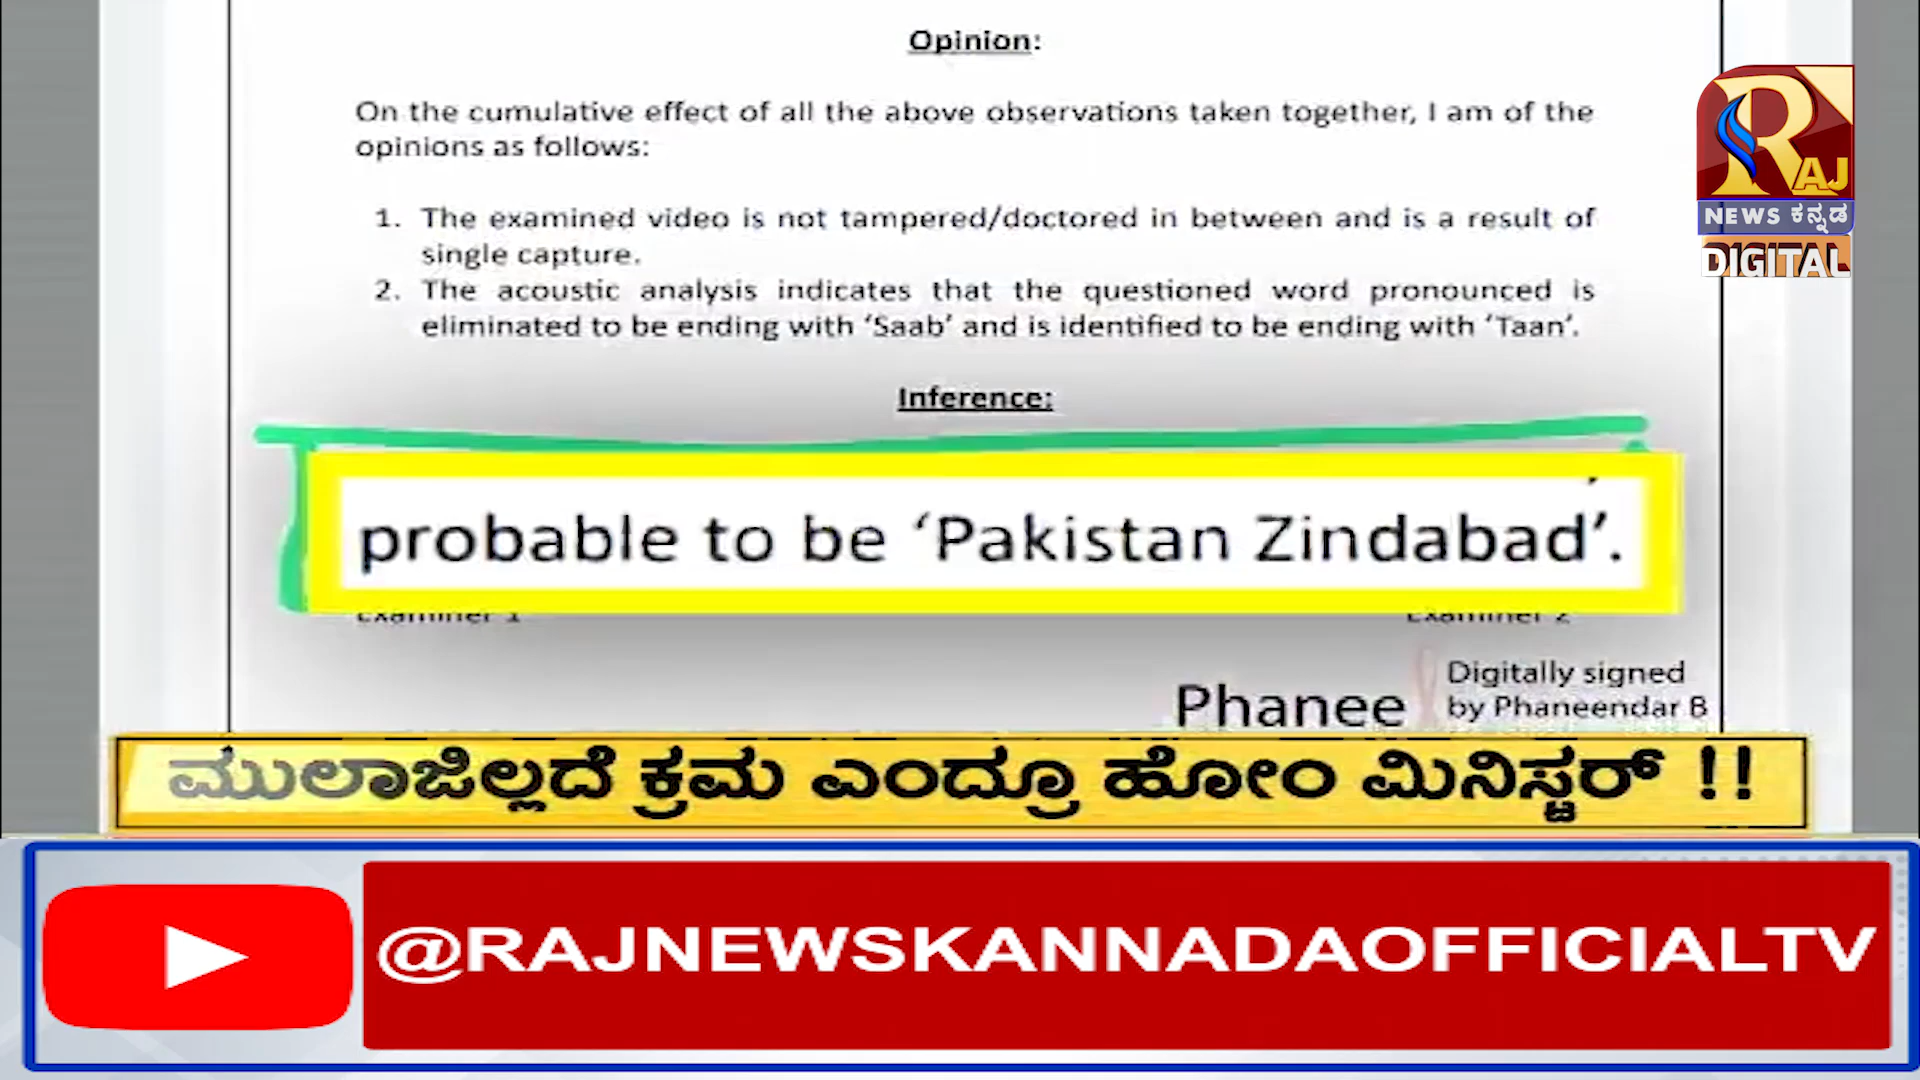 Opinion:
On the cumulative effect of all the above observations taken together, I am of the
opinions as follows:
1. The examined video is not tampered/doctored in between and is a result of
single capture.
2. The acoustic analysis indicates that the questioned word pronounced is
eliminated to be ending with ‘Saab’ and is identified to be ending with ‘Taan’.
Inference:
probable to be ‘Pakistan Zindabad’.
Examiner 1
Examiner 2
Phanee
Digitally signed
by Phaneendar B
RAJ
NEWS ಕನ್ನಡ
DIGITAL
ಮುಲಾಜಿಲ್ಲದೆ ಕ್ರಮ ಎಂದ್ರೂ ಹೋಂ ಮಿನಿಸ್ಟರ್ !!
@RAJNEWSKANNADAOFFICIALTV